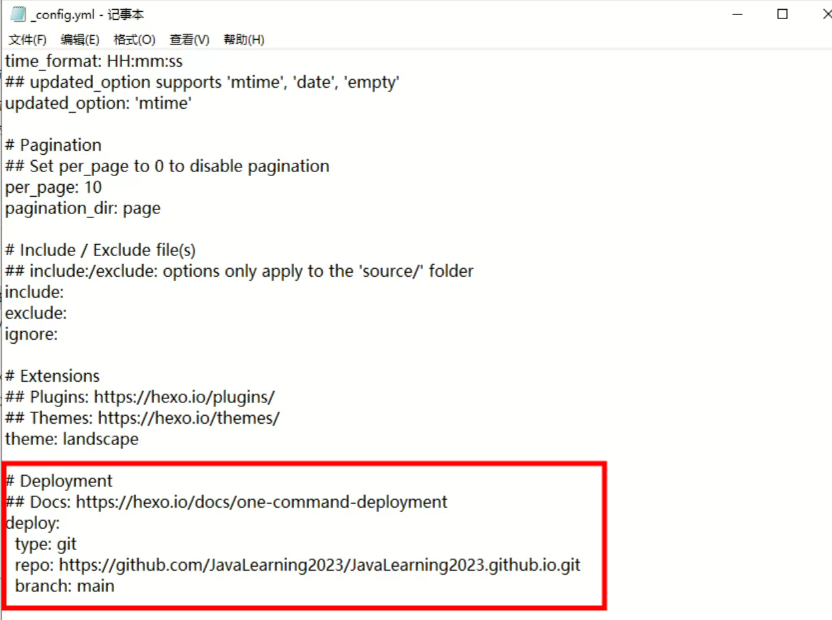 _config.yml - 记事本
文件(F) 编辑(E) 格式(O) 查看(V) 帮助(H)
time_format: HH:mm:ss
## updated_option supports 'mtime', 'date', 'empty'
updated_option: 'mtime'
# Pagination
## Set per_page to 0 to disable pagination
per_page: 10
pagination_dir: page
# Include / Exclude file(s)
## include:/exclude: options only apply to the 'source/' folder
include:
exclude:
ignore:
# Extensions
## Plugins: https://hexo.io/plugins/
## Themes: https://hexo.io/themes/
theme: landscape
# Deployment
## Docs: https://hexo.io/docs/one-command-deployment
deploy:
  type: git
  repo: https://github.com/JavaLearning2023/JavaLearning2023.github.io.git
  branch: main